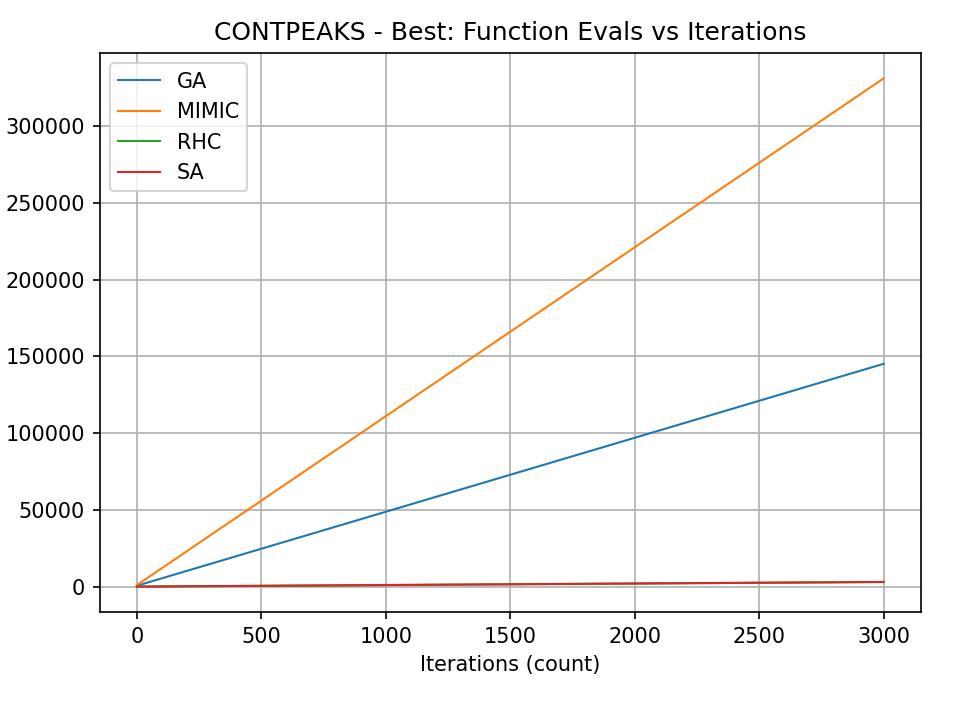 CONTPEAKS - Best: Function Evals vs Iterations
GA
MIMIC
RHC
SA
300000
250000
200000
150000
100000
50000
0
0 500 1000 1500 2000 2500 3000
Iterations (count)